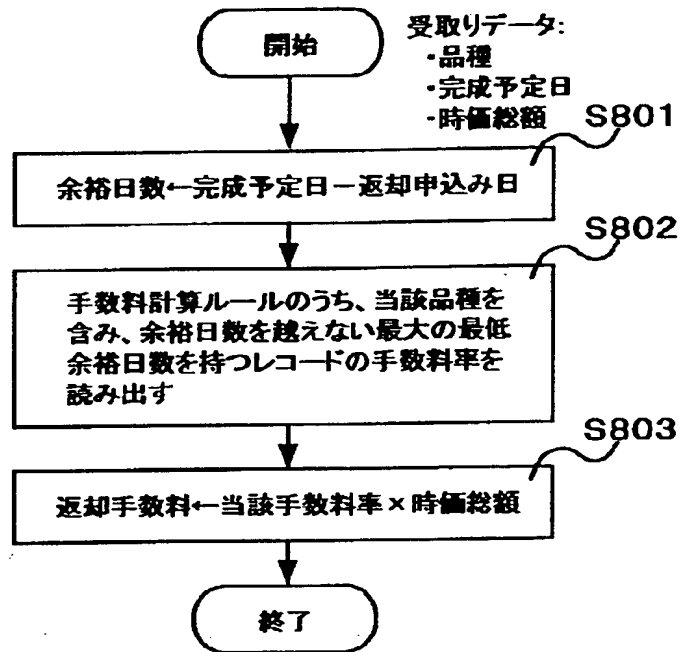 開始
受取りデータ:
・品種
・完成予定日
・時価総額
S801
余裕日数←完成予定日－返却申込み日
S802
手数料計算ルールのうち、当該品種を
含み、余裕日数を越えない最大の最低
余裕日数を持つレコードの手数料率を
読み出す
S803
返却手数料←当該手数料率×時価総額
終了